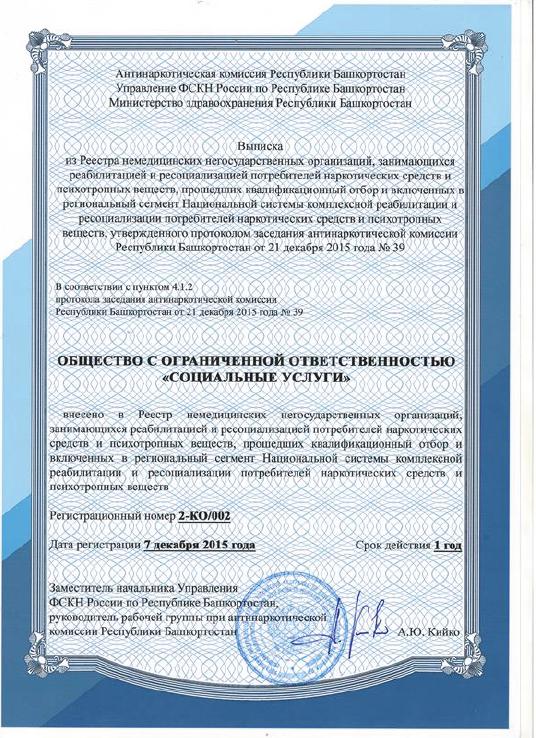 Антинаркотическая комиссия Республики Башкортостан
Управление ФСКН России по Республике Башкортостан
Министерство здравоохранения Республики Башкортостан
Выписка
из Реестра немедицинских негосударственных организаций, занимающихся
реабилитацией и ресоциализацией потребителей наркотических средств и
психотропных веществ, прошедших квалификационный отбор и включенных в
региональный сегмент Национальной системы комплексной реабилитации и
ресоциализации потребителей наркотических средств и психотропных
веществ, утвержденного протоколом заседания антинаркотической комиссии
Республики Башкортостан от 21 декабря 2015 года № 39
В соответствии с пунктом 4.1.2
протокола заседания антинаркотической комиссии
Республики Башкортостан от 21 декабря 2015 года № 39
ОБЩЕСТВО С ОГРАНИЧЕННОЙ ОТВЕТСТВЕННОСТЬЮ
«СОЦИАЛЬНЫЕ УСЛУГИ»
внесено в Реестр немедицинских негосударственных организаций,
занимающихся реабилитацией и ресоциализацией потребителей наркотических
средств и психотропных веществ, прошедших квалификационный отбор и
включенных в региональный сегмент Национальной системы комплексной
реабилитации и ресоциализации потребителей наркотических средств и
психотропных веществ
Регистрационный номер 2-КО/002
Дата регистрации 7 декабря 2015 года Срок действия 1 год
Заместитель начальника Управления
ФСКН России по Республике Башкортостан,
руководитель рабочей группы при антинаркотической
комиссии Республики Башкортостан А.Ю. Кийко